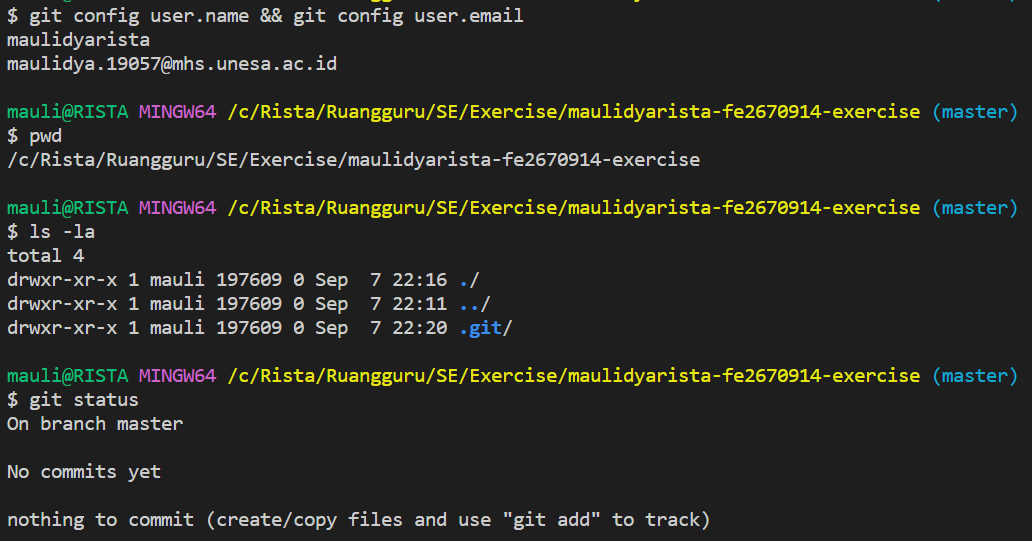 $ git config user.name && git config user.email
maulidyarista
maulidya.19057@mhs.unesa.ac.id
mauli@RISTA MINGW64 /c/Rista/Ruangguru/SE/Exercise/maulidyarista-fe2670914-exercise (master)
$ pwd
/c/Rista/Ruangguru/SE/Exercise/maulidyarista-fe2670914-exercise
mauli@RISTA MINGW64 /c/Rista/Ruangguru/SE/Exercise/maulidyarista-fe2670914-exercise (master)
$ ls -la
total 4
drwxr-xr-x 1 mauli 197609 0 Sep  7 22:16 ./
drwxr-xr-x 1 mauli 197609 0 Sep  7 22:11 ../
drwxr-xr-x 1 mauli 197609 0 Sep  7 22:20 .git/
mauli@RISTA MINGW64 /c/Rista/Ruangguru/SE/Exercise/maulidyarista-fe2670914-exercise (master)
$ git status
On branch master
No commits yet
nothing to commit (create/copy files and use "git add" to track)